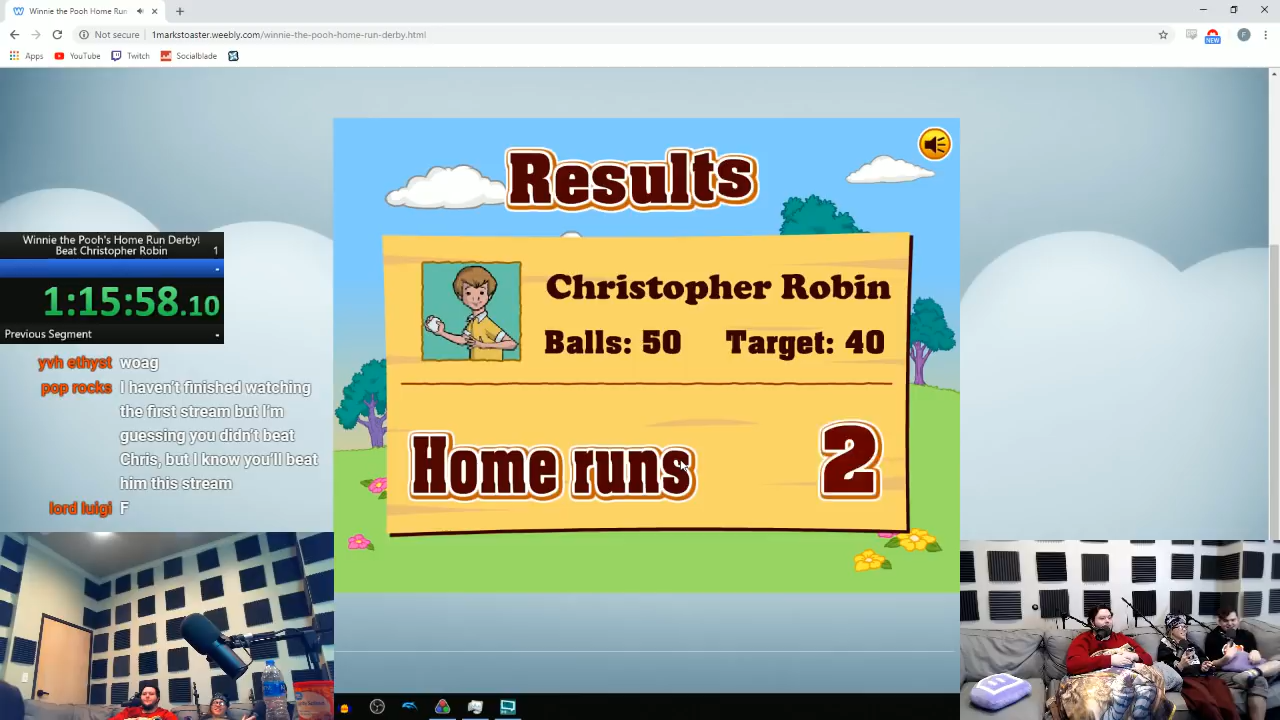 Winnie the Pooh Home Run
Not secure | 1markstoaster.weebly.com/winnie-the-pooh-home-run-derby.html
NEW
F
Apps YouTube Twitch Socialblade
Results
Christopher Robin
Balls: 50 Target: 40
Home runs 2
Winnie the Pooh's Home Run Derby!
Beat Christopher Robin 1
-
1:15:58.10
Previous Segment -
yvh ethyst woag
pop rocks I haven't finished watching
the first stream but I'm
guessing you didn't beat
Chris, but I know you'll beat
him this stream
lord luigi F